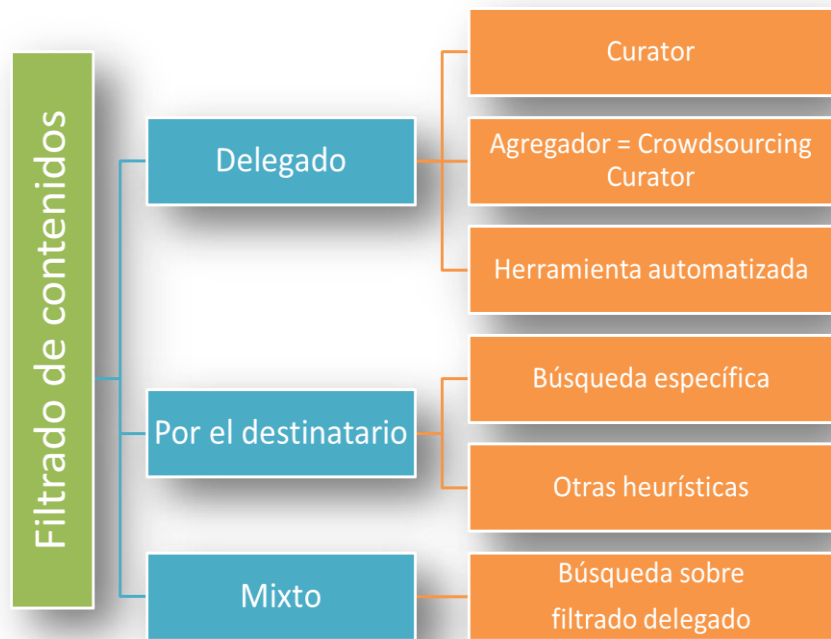 Filtrado de contenidos
Delegado
Curator
Agregador = Crowdsourcing
Curator
Herramienta automatizada
Por el destinatario
Búsqueda específica
Otras heurísticas
Mixto
Búsqueda sobre
filtrado delegado